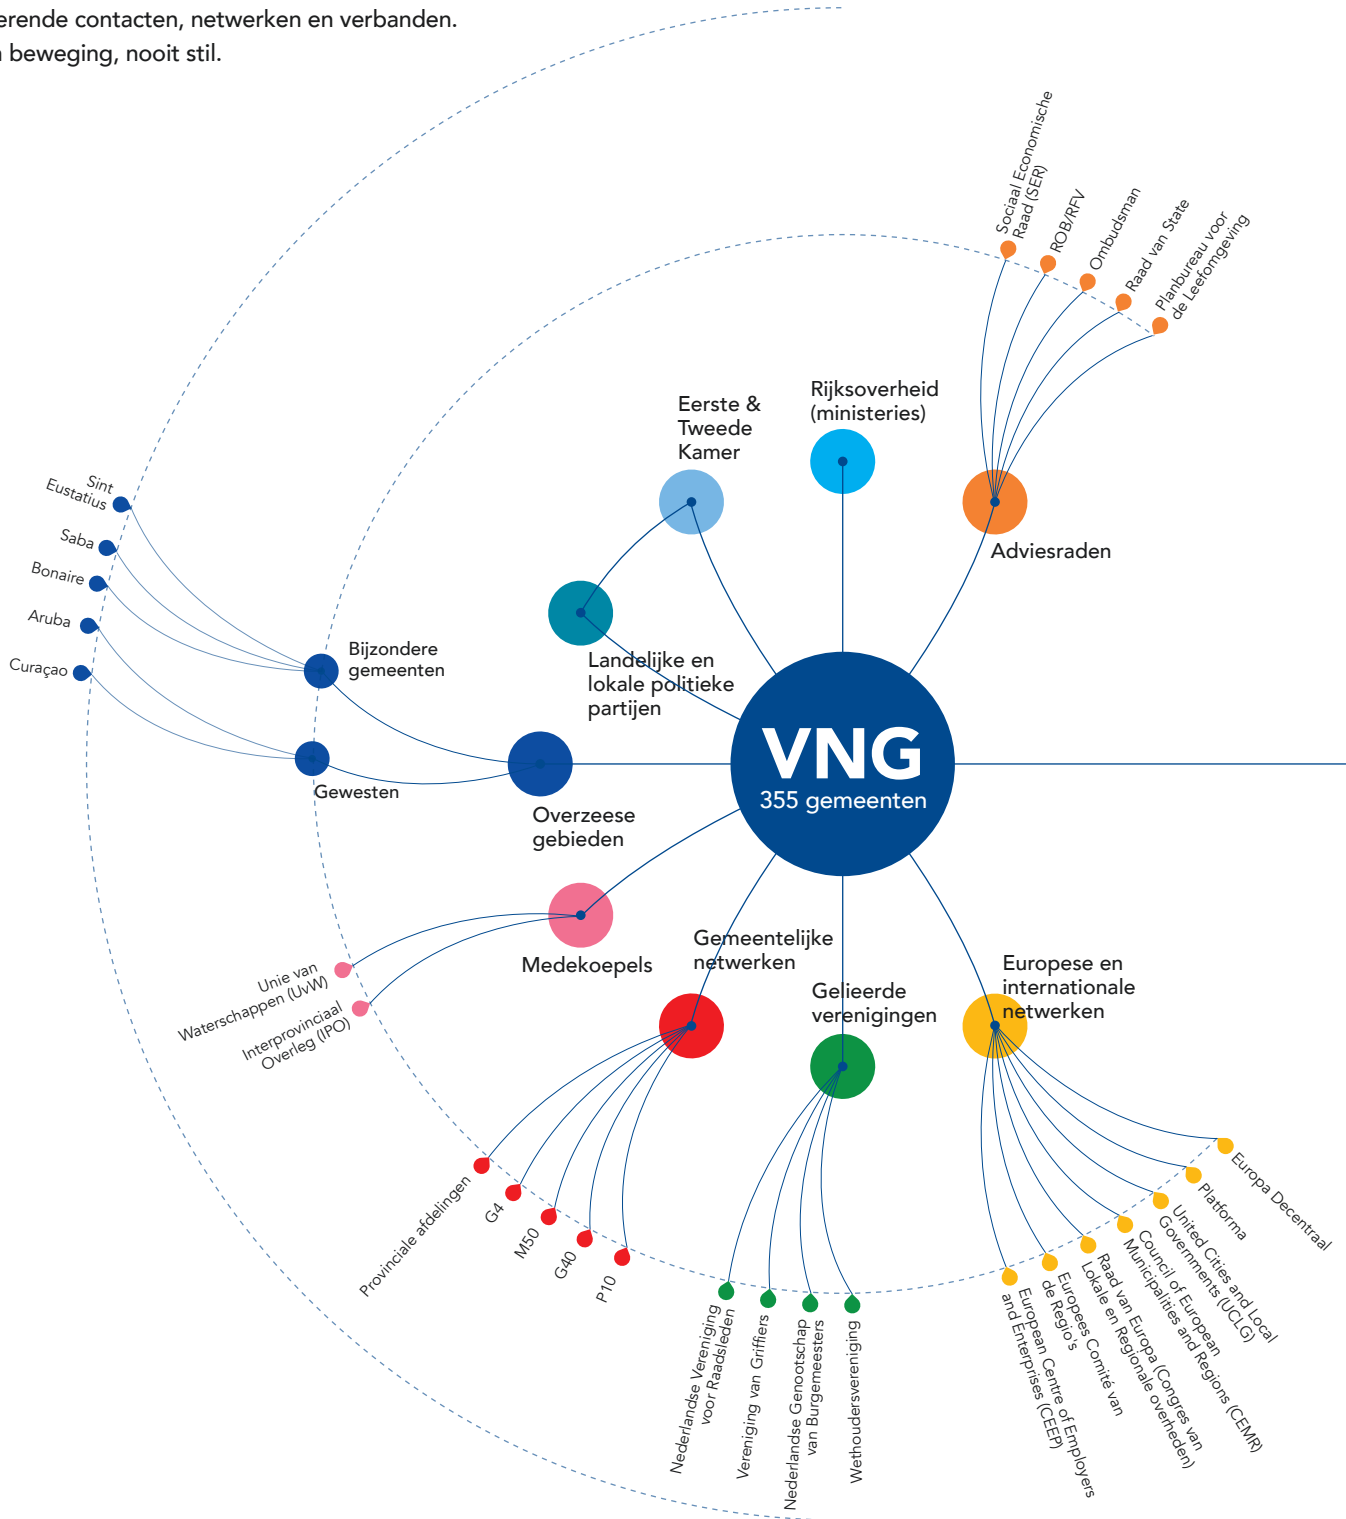 erende contacten, netwerken en verbanden.
beweging, nooit stil.
Sociaal Economische
Raad (SER)
ROB/RFV
Ombudsman
Raad van State
Planbureau voor
de Leefomgeving
Rijksoverheid
(ministeries)
Eerste &
Tweede
Kamer
Adviesraden
Landelijke en
lokale politieke
partijen
Sint
Eustatius
Saba
Bonaire
Aruba
Curaçao
Bijzondere
gemeenten
Gewesten
Overzeese
gebieden
VNG
355 gemeenten
Medekoepels
Unie van
Waterschappen (UvW)
Interprovinciaal
Overleg (IPO)
Gemeentelijke
netwerken
Provinciale afdelingen
G4
M50
G40
P10
Gelieerde
verenigingen
Nederlandse Vereniging
voor Raadsleden
Vereniging van Griffiers
Nederlandse Genootschap
van Burgemeesters
Wethoudersvereniging
Europese en
internationale
netwerken
European Centre of Employers
and Enterprises (CEEP)
Europees Comité van
de Regio's
Raad van Europa (Congres van
Lokale en Regionale overheden)
Council of European
Municipalities and Regions (CEMR)
United Cities and Local
Governments (UCLG)
Platforma
Europa Decentraal